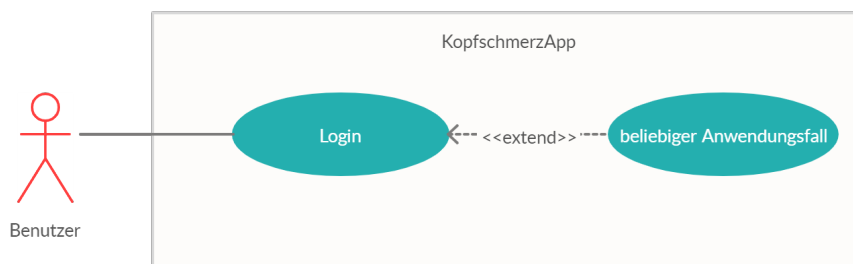 KopfschmerzApp
Login
<<extend>>
beliebiger Anwendungsfall
Benutzer